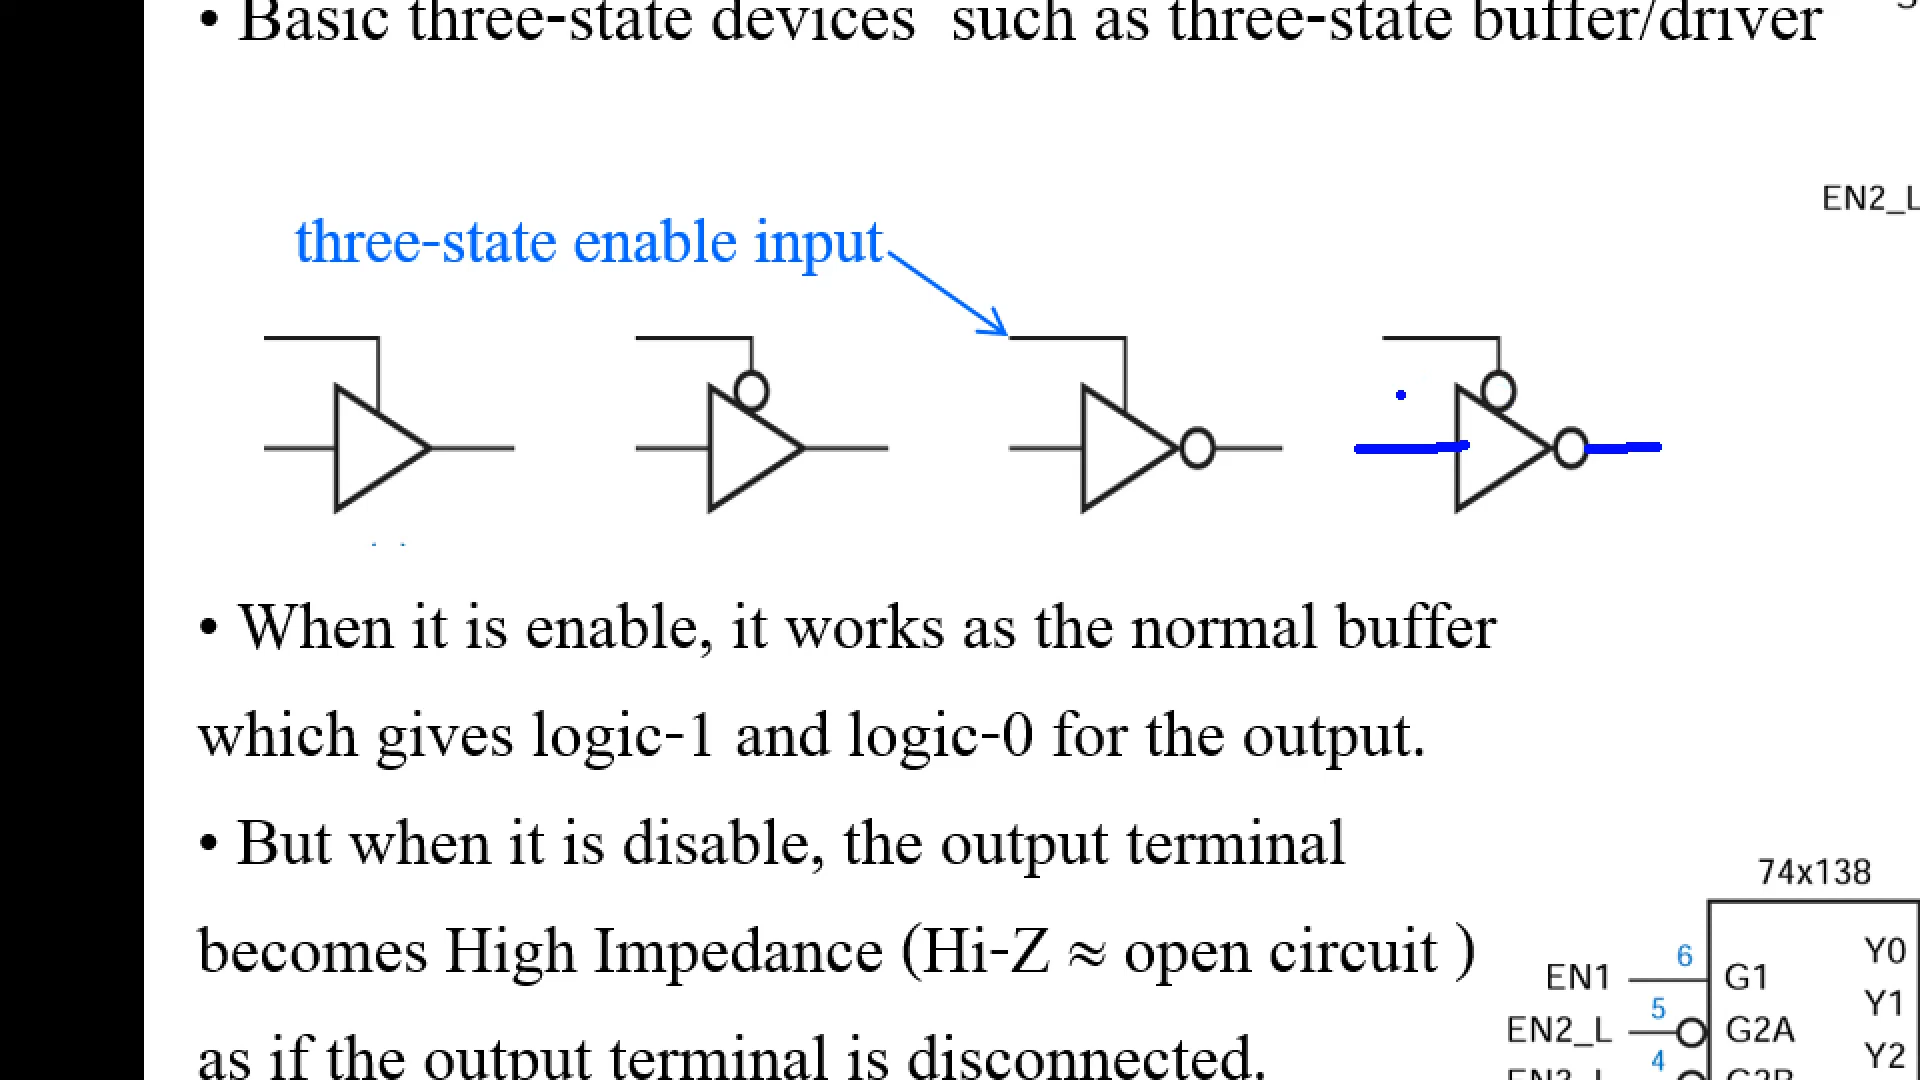 • Basic three-state devices such as three-state buffer/driver
EN2_L
three-state enable input
• When it is enable, it works as the normal buffer
which gives logic-1 and logic-0 for the output.
• But when it is disable, the output terminal
becomes High Impedance (Hi-Z ≈ open circuit )
as if the output terminal is disconnected.
74x138
6
EN1 G1 Y0
5 Y1
EN2_L G2A
4 Y2